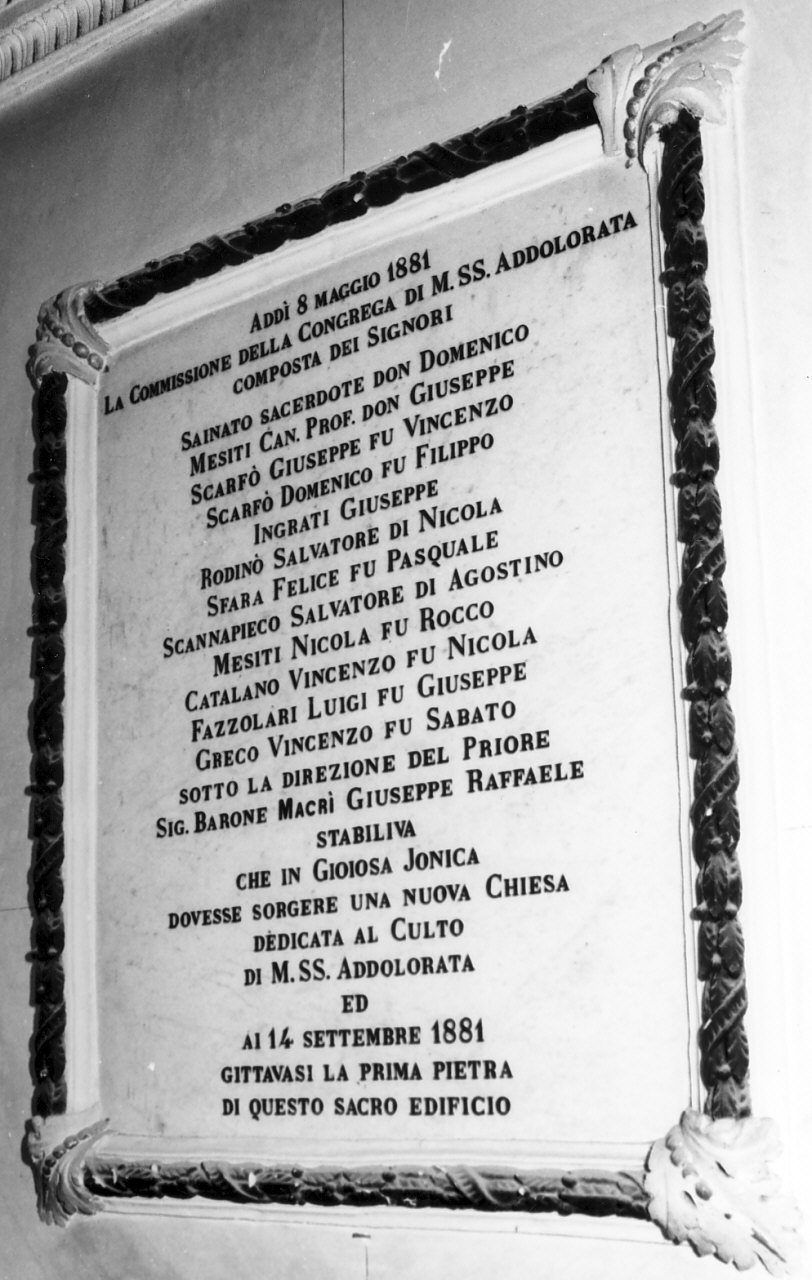 ADDÌ 8 MAGGIO 1881
LA COMMISSIONE DELLA CONGREGA DI M. SS. ADDOLORATA
COMPOSTA DEI SIGNORI
SAINATO SACERDOTE DON DOMENICO
MESITI CAN. PROF. DON GIUSEPPE
SCARFÒ GIUSEPPE FU VINCENZO
SCARFÒ DOMENICO FU FILIPPO
INGRATI GIUSEPPE
RODINÒ SALVATORE DI NICOLA
SFARA FELICE FU PASQUALE
SCANNAPIECO SALVATORE DI AGOSTINO
MESITI NICOLA FU ROCCO
CATALANO VINCENZO FU NICOLA
FAZZOLARI LUIGI FU GIUSEPPE
GRECO VINCENZO FU SABATO
SOTTO LA DIREZIONE DEL PRIORE
SIG. BARONE MACRÌ GIUSEPPE RAFFAELE
STABILIVA
CHE IN GIOIOSA JONICA
DOVESSE SORGERE UNA NUOVA CHIESA
DEDICATA AL CULTO
DI M. SS. ADDOLORATA
ED
AI 14 SETTEMBRE 1881
GITTAVASI LA PRIMA PIETRA
DI QUESTO SACRO EDIFICIO